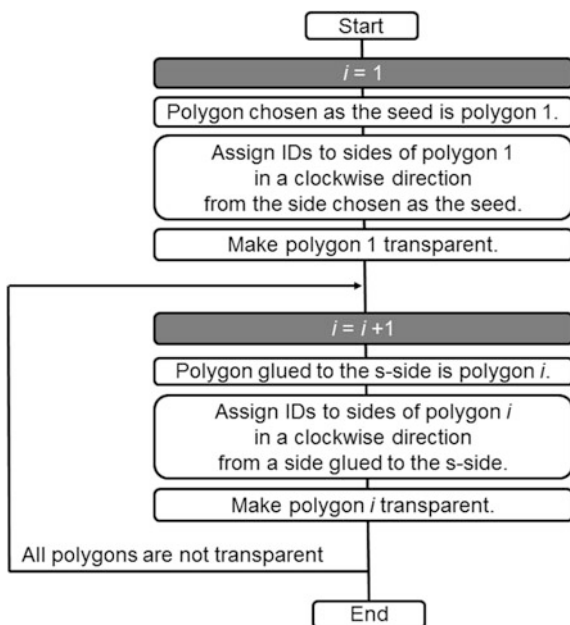 Start
i = 1
Polygon chosen as the seed is polygon 1.
Assign IDs to sides of polygon 1
in a clockwise direction
from the side chosen as the seed.
Make polygon 1 transparent.
i = i +1
Polygon glued to the s-side is polygon i.
Assign IDs to sides of polygon i
in a clockwise direction
from a side glued to the s-side.
Make polygon i transparent.
All polygons are not transparent
End